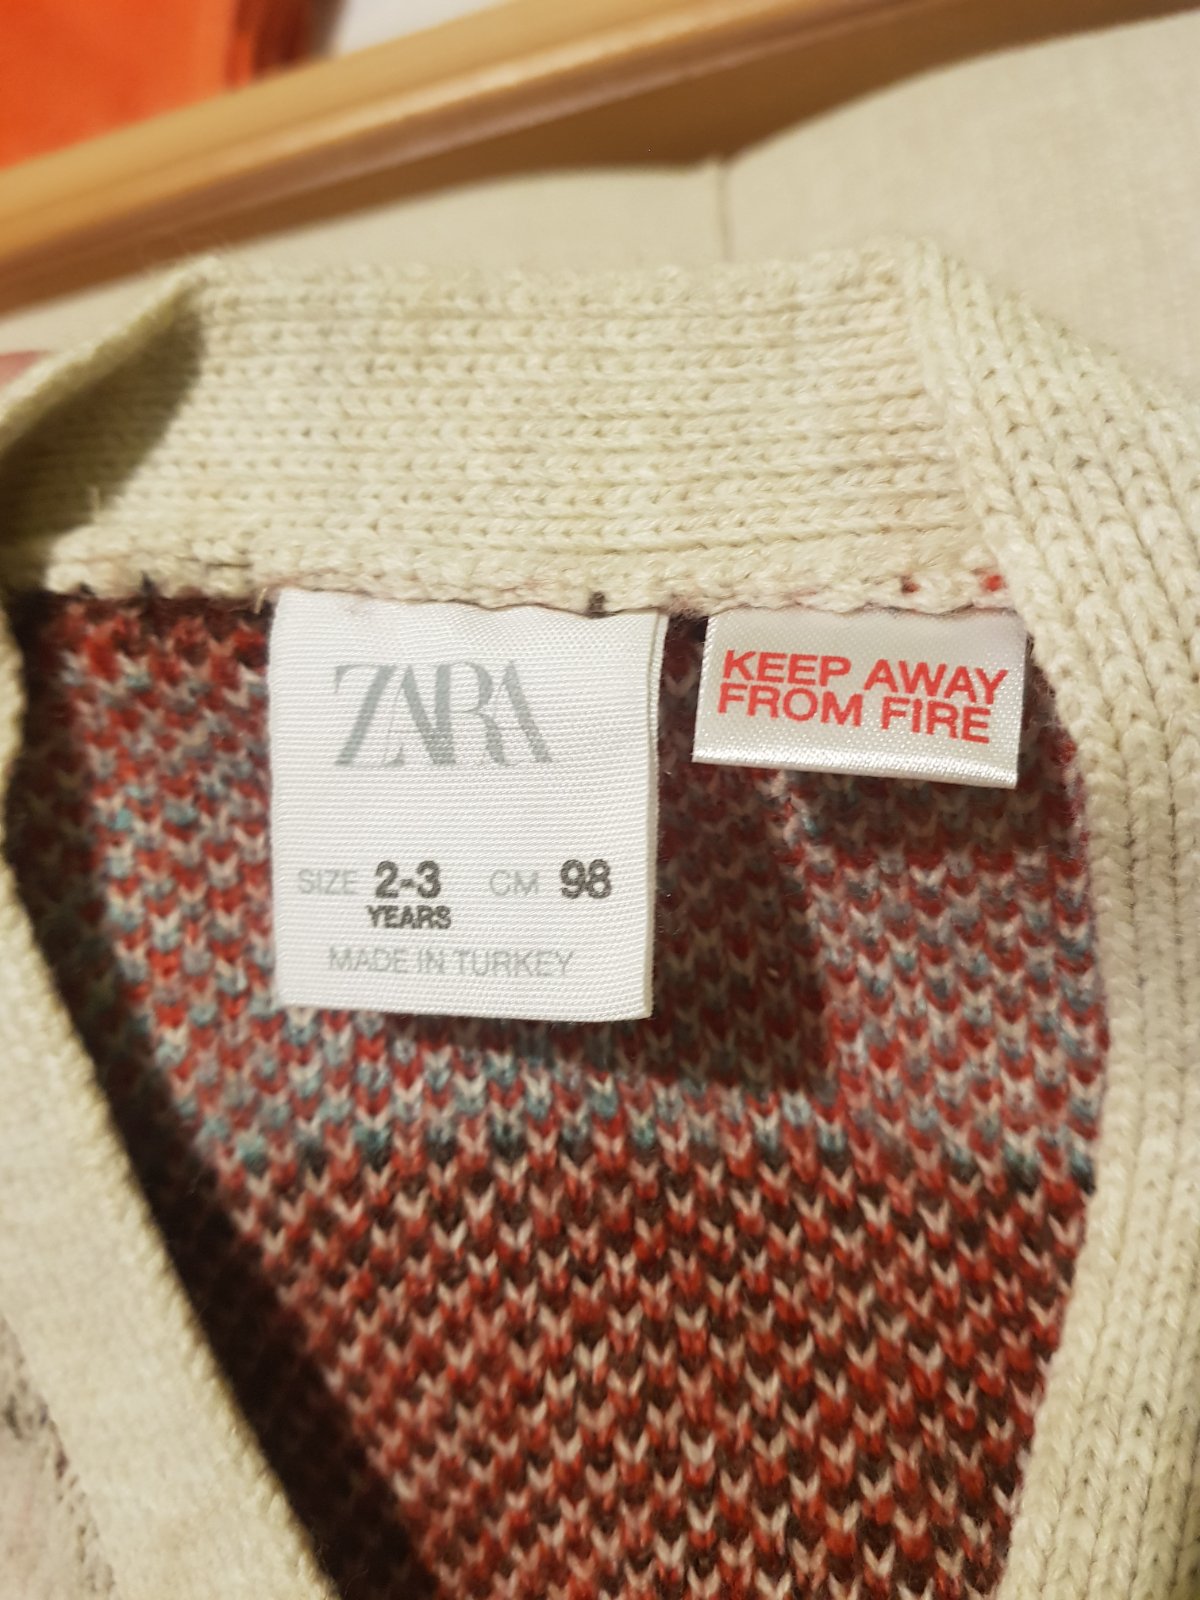 ZARA
SIZE 2-3 CM 98
YEARS
MADE IN TURKEY
KEEP AWAY
FROM FIRE